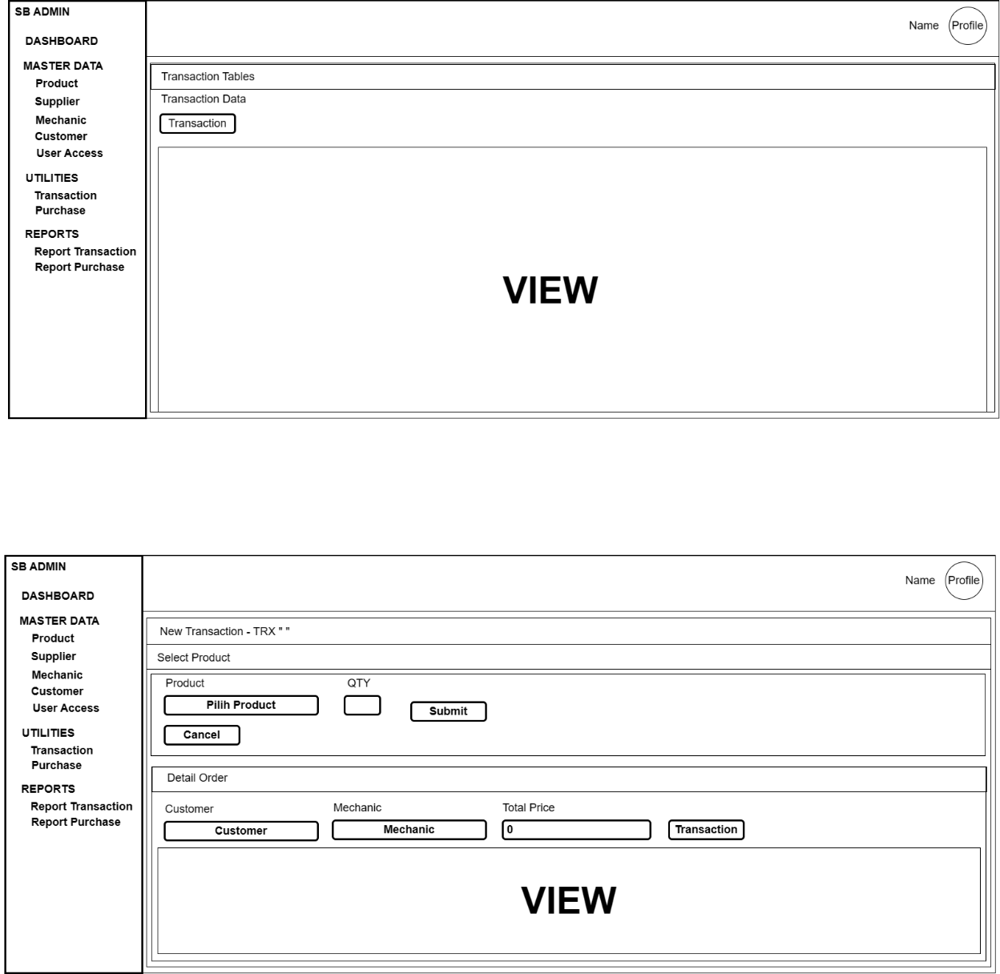 SB ADMIN
DASHBOARD
MASTER DATA
Product
Supplier
Mechanic
Customer
User Access
UTILITIES
Transaction
Purchase
REPORTS
Report Transaction
Report Purchase
Name Profile
Transaction Tables
Transaction Data
Transaction
VIEW
SB ADMIN
DASHBOARD
MASTER DATA
Product
Supplier
Mechanic
Customer
User Access
UTILITIES
Transaction
Purchase
REPORTS
Report Transaction
Report Purchase
Name Profile
New Transaction - TRX " "
Select Product
Product QTY
Pilih Product Submit
Cancel
Detail Order
Customer Mechanic Total Price
Customer Mechanic 0 Transaction
VIEW